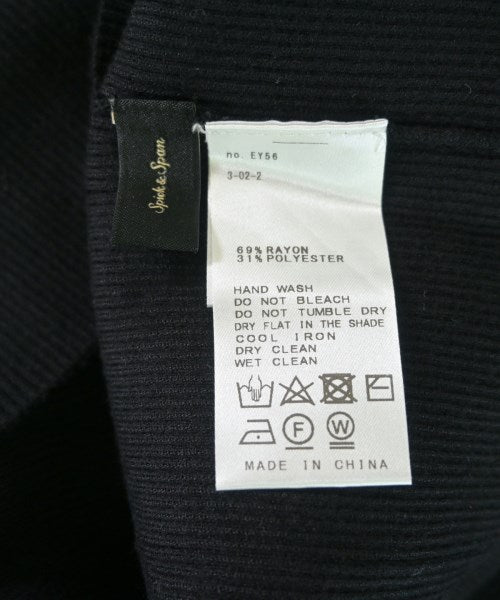 Spick & Span
no. EY56
3-02-2
69% RAYON
31% POLYESTER
HAND WASH
DO NOT BLEACH
DO NOT TUMBLE DRY
DRY FLAT IN THE SHADE
COOL IRON
DRY CLEAN
WET CLEAN
F W
MADE IN CHINA